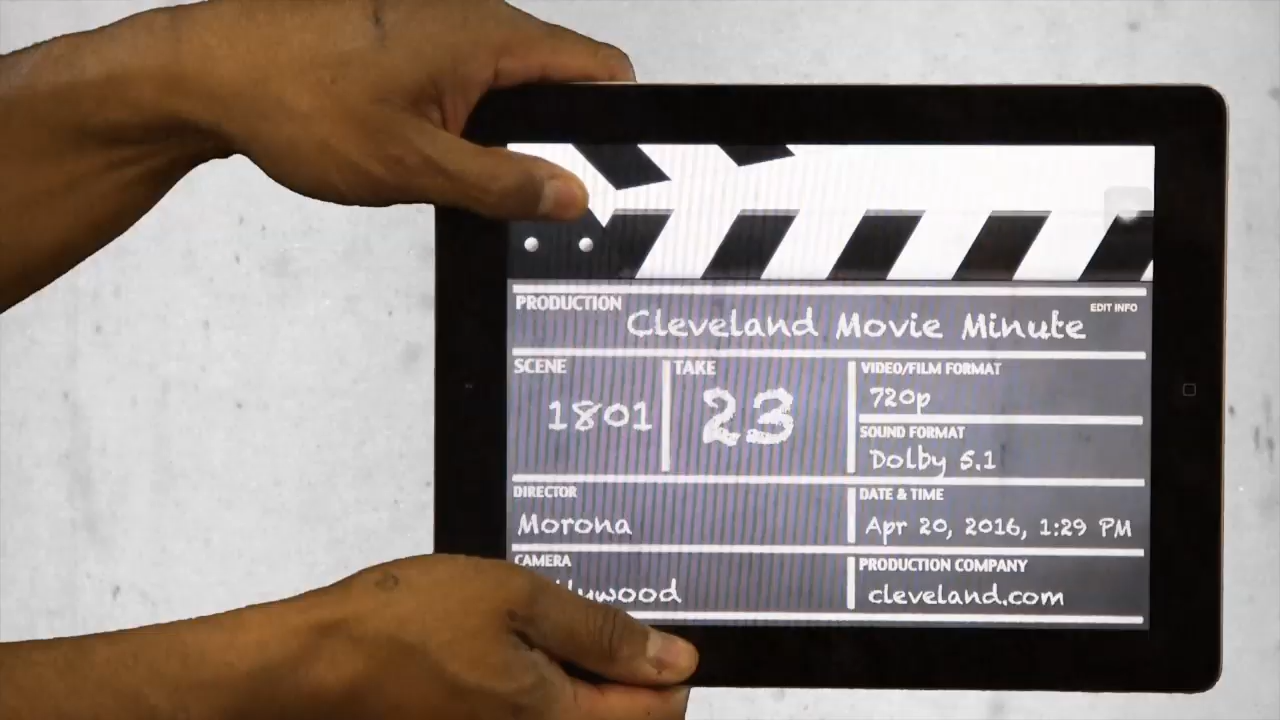 PRODUCTION
Cleveland Movie Minute
EDIT INFO
SCENE
1801
TAKE
23
VIDEO/FILM FORMAT
720p
SOUND FORMAT
Dolby 5.1
DIRECTOR
Morona
DATE & TIME
Apr 20, 2016, 1:29 PM
CAMERA
PRODUCTION COMPANY
cleveland.com